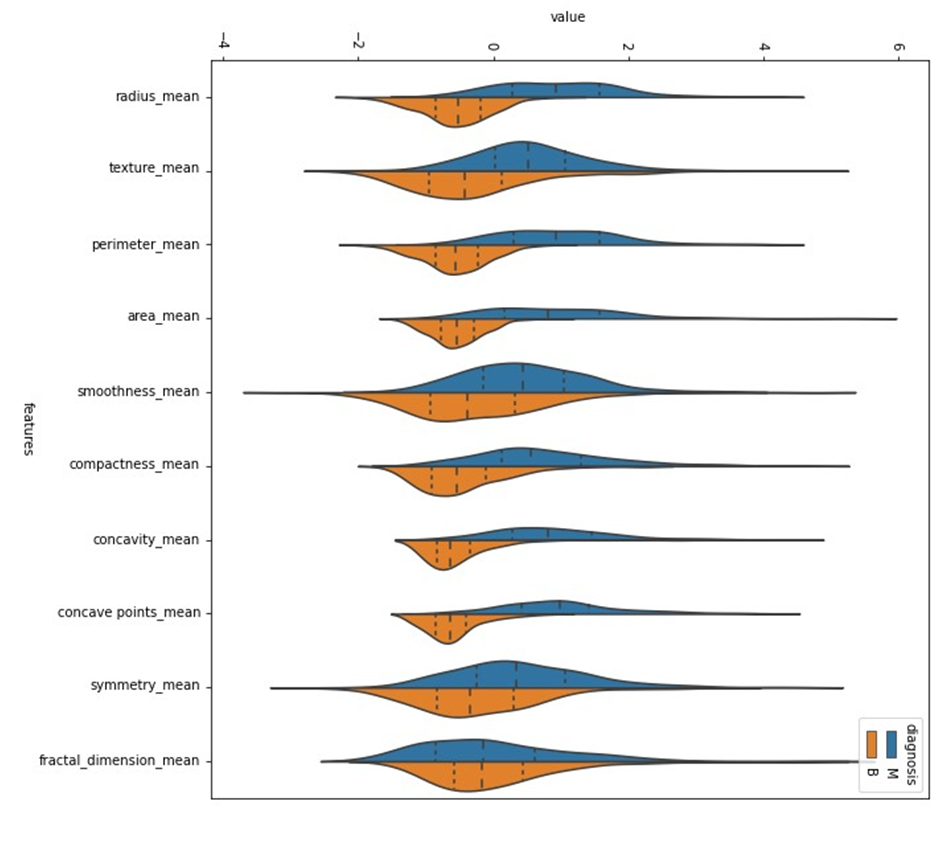 value
−4
−2
0
2
4
6
radius_mean
texture_mean
perimeter_mean
area_mean
smoothness_mean
features
compactness_mean
concavity_mean
concave points_mean
symmetry_mean
fractal_dimension_mean
diagnosis
M
B